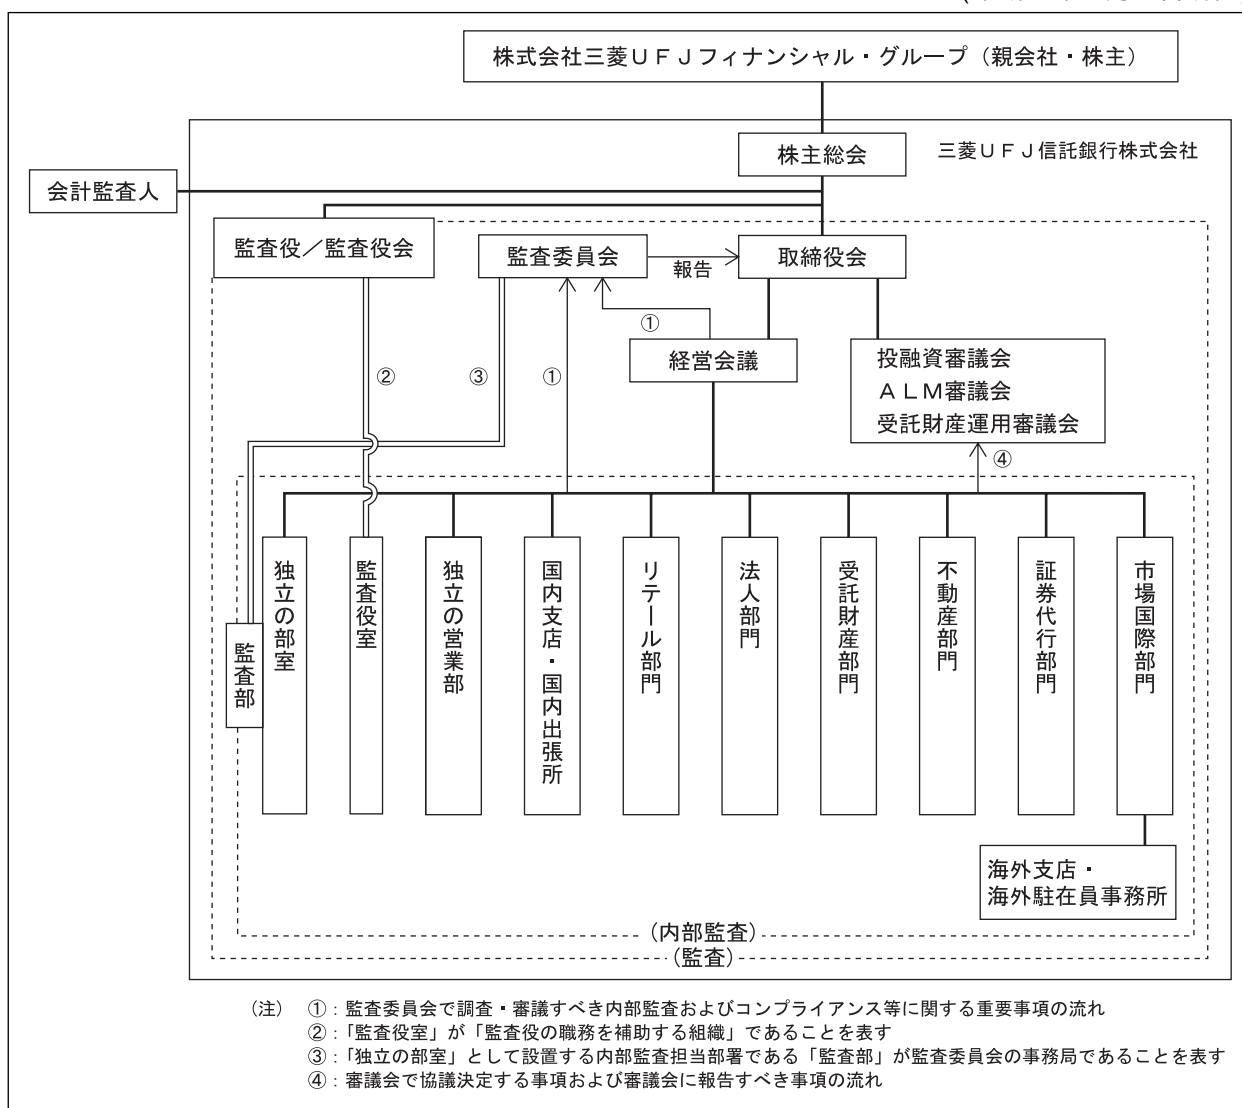 株式会社三菱ＵＦＪフィナンシャル・グループ（親会社・株主）
株主総会
三菱ＵＦＪ信託銀行株式会社
会計監査人
監査役／監査役会
監査委員会
報告
取締役会
①
経営会議
投融資審議会
ＡＬＭ審議会
受託財産運用審議会
②
③
①
④
独立の部室
監査部
監査役室
独立の営業部
国内支店・国内出張所
リテール部門
法人部門
受託財産部門
不動産部門
証券代行部門
市場国際部門
海外支店・
海外駐在員事務所
（内部監査）
（監査）
（注）　①：監査委員会で調査・審議すべき内部監査およびコンプライアンス等に関する重要事項の流れ
②：「監査役室」が「監査役の職務を補助する組織」であることを表す
③：「独立の部室」として設置する内部監査担当部署である「監査部」が監査委員会の事務局であることを表す
④：審議会で協議決定する事項および審議会に報告すべき事項の流れ